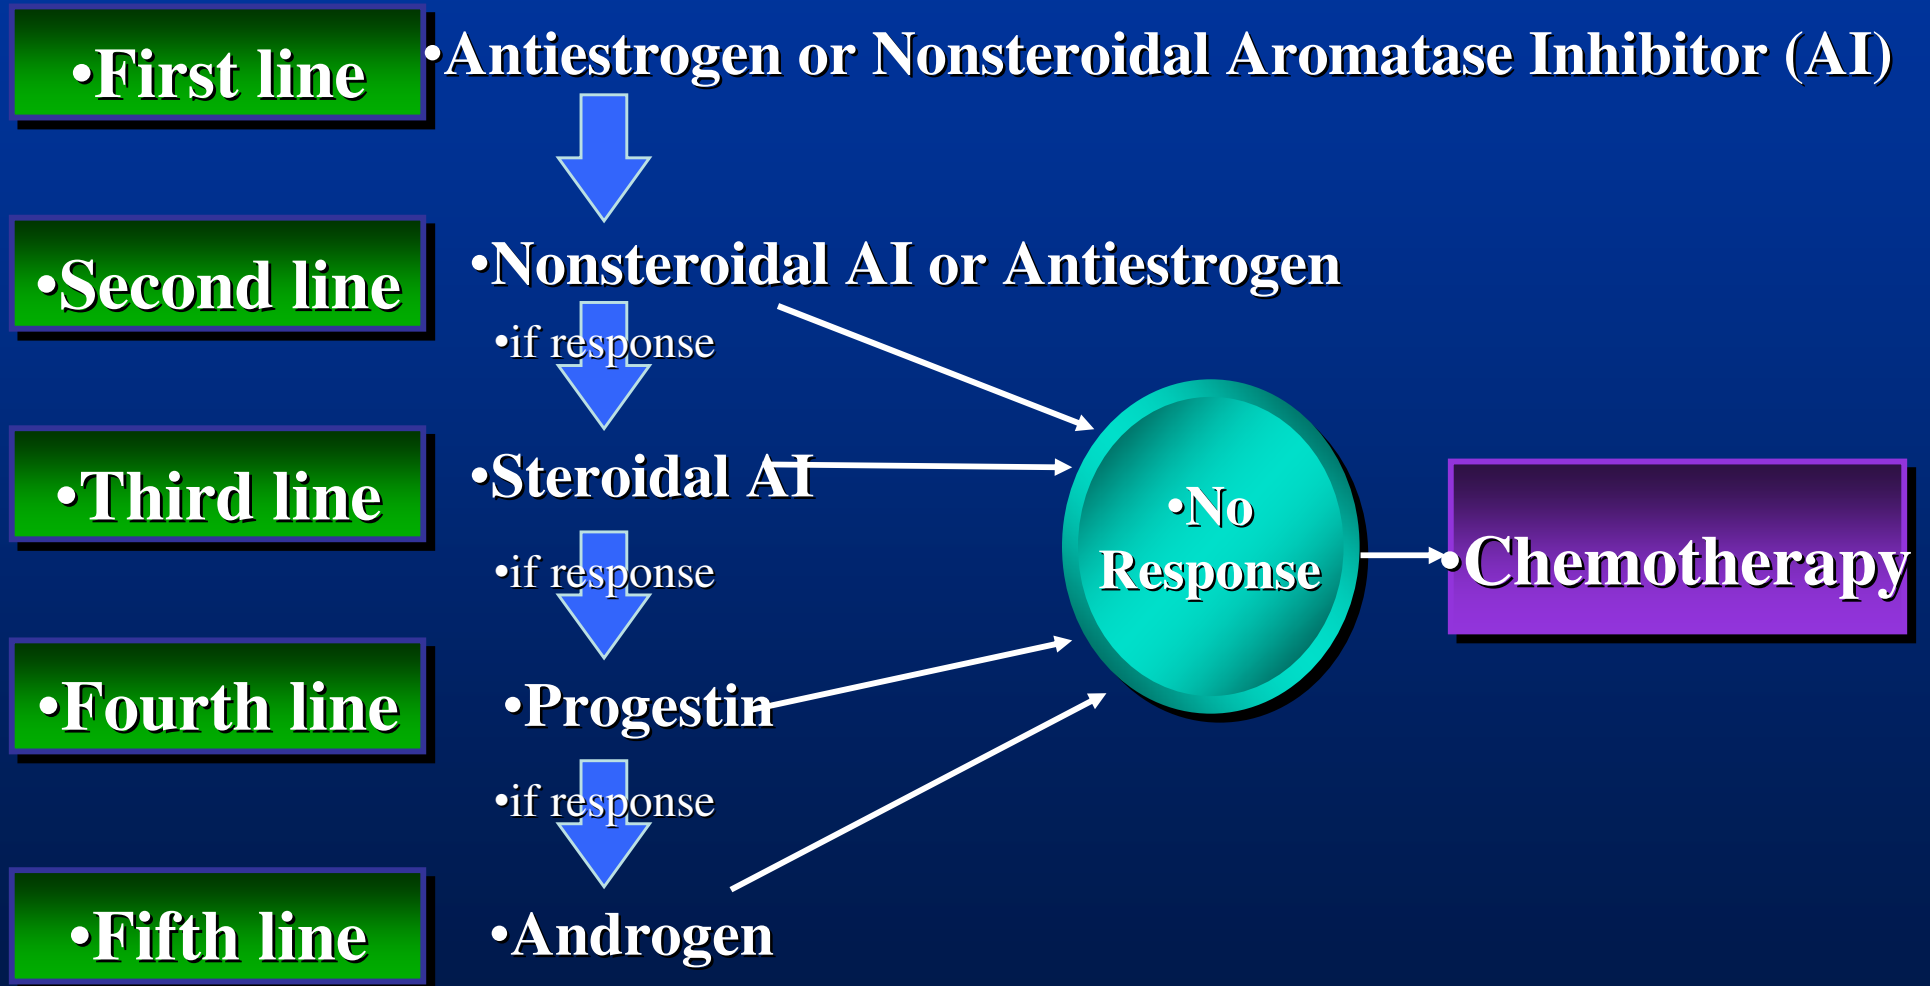 •First line
•Antiestrogen or Nonsteroidal Aromatase Inhibitor (AI)
•Second line
•Nonsteroidal AI or Antiestrogen
•if response
•Third line
•Steroidal AI
•No
Response
•Chemotherapy
•if response
•Fourth line
•Progestin
•if response
•Fifth line
•Androgen